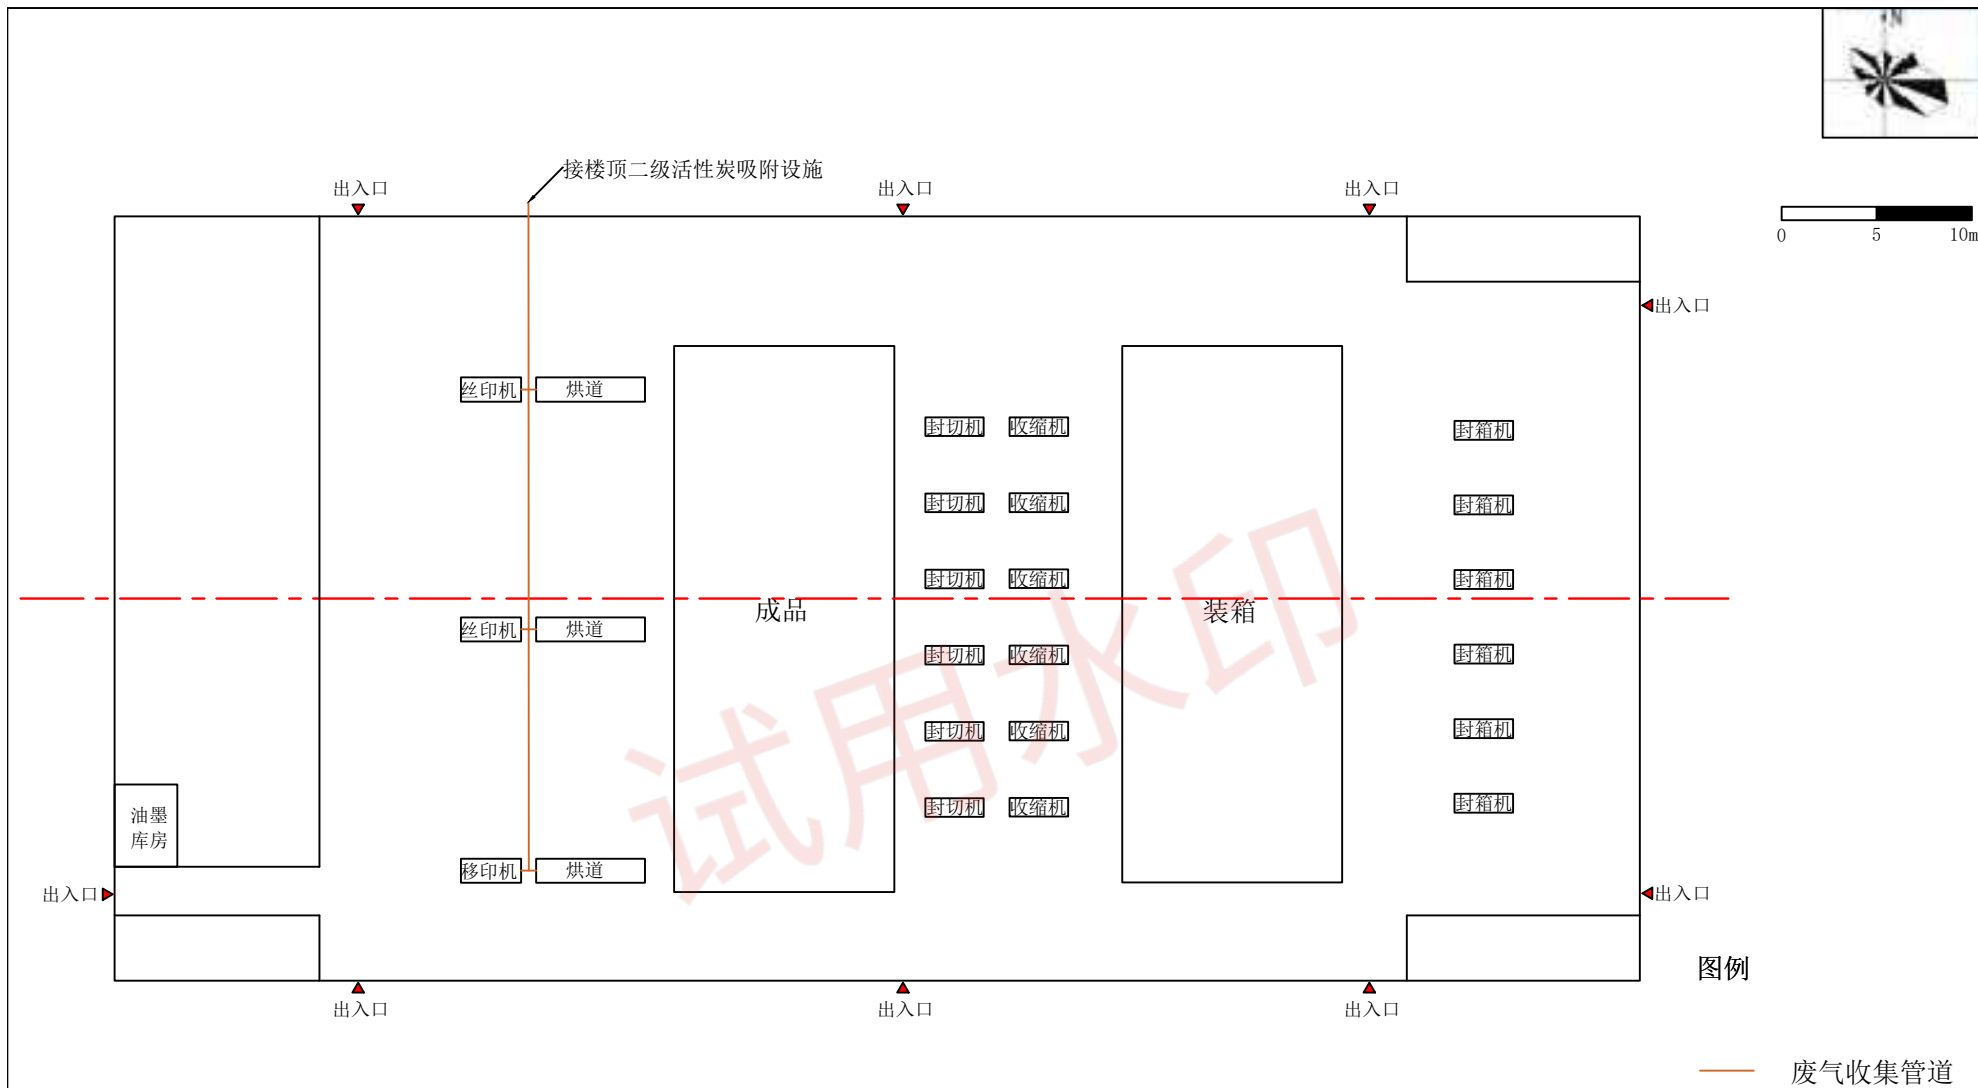 N
接楼顶二级活性炭吸附设施
出入口
出入口
出入口
0 5 10m
出入口
丝印机
烘道
封切机
收缩机
封箱机
封切机
收缩机
封箱机
封切机
收缩机
封箱机
成品
装箱
丝印机
烘道
封切机
收缩机
封箱机
封切机
收缩机
封箱机
封切机
收缩机
封箱机
油墨
库房
移印机
烘道
出入口
出入口
图例
出入口
出入口
出入口
废气收集管道
试用水印